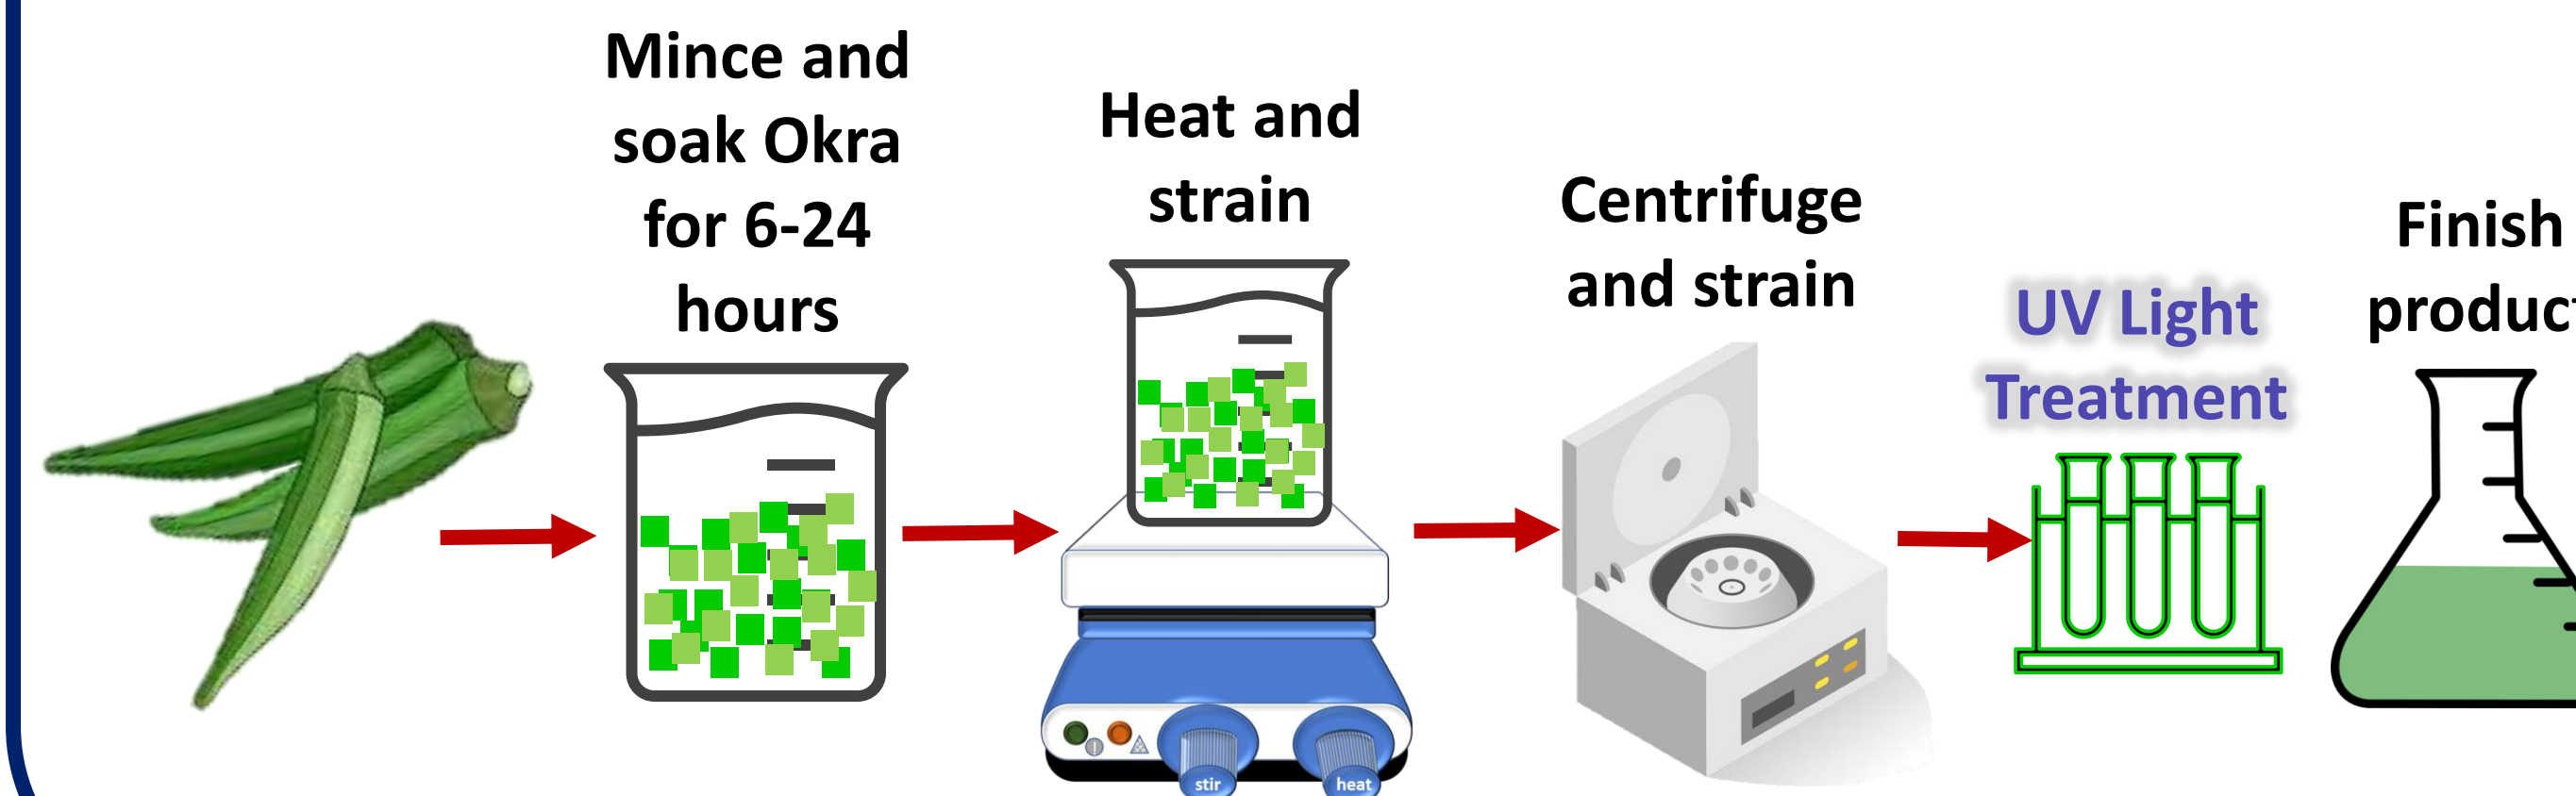 Mince and
soak Okra
for 6-24
hours
Heat and
strain
Centrifuge
and strain
UV Light
Treatment
Finish
product
stir
heat